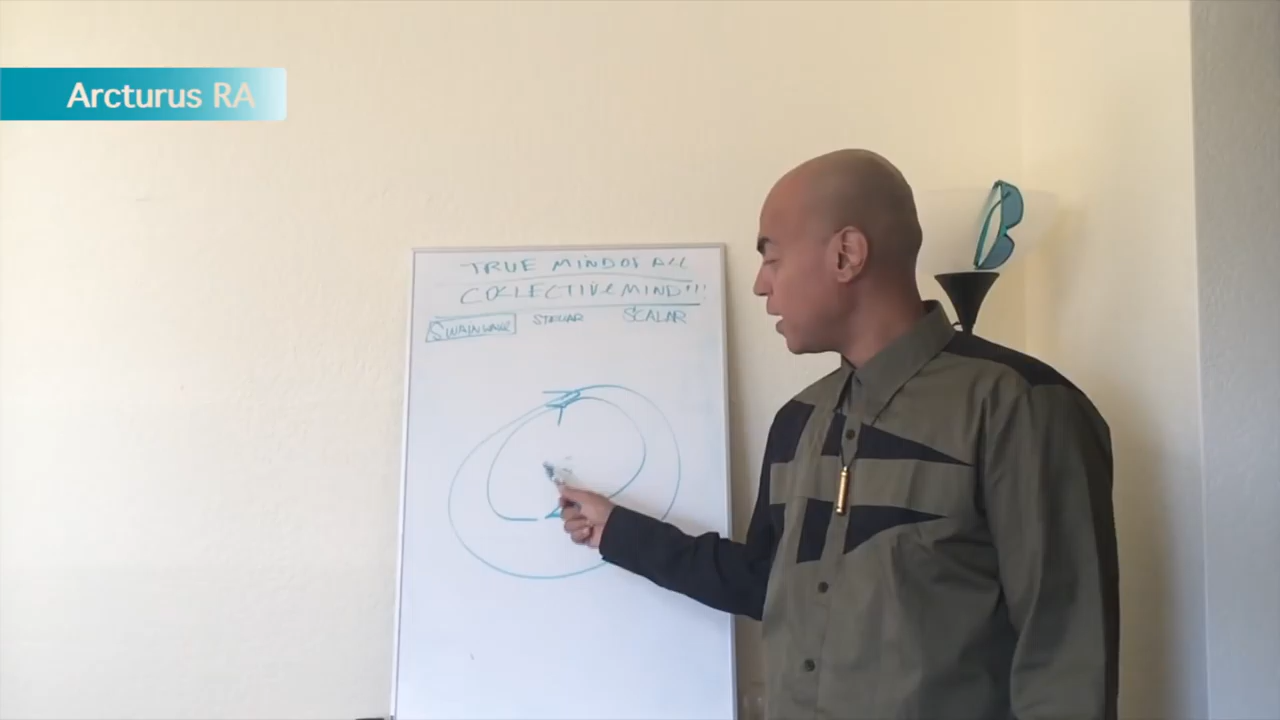 Arcturus RA
TRUE MIND OF ALL
COLLECTIVE MIND!!!
STELLAR SCALAR